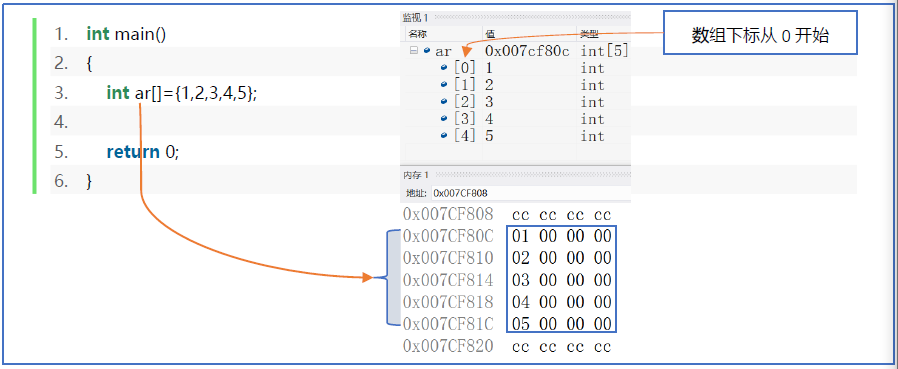 1. int main()
2. {
3. int ar[]={1,2,3,4,5};
4.
5. return 0;
6. }
监视 1
名称 值 类型
ar 0x007cf80c int[5]
[0] 1 int
[1] 2 int
[2] 3 int
[3] 4 int
[4] 5 int
数组下标从 0 开始
内存 1
地址: 0x007CF808
0x007CF808 cc cc cc cc
0x007CF80C 01 00 00 00
0x007CF810 02 00 00 00
0x007CF814 03 00 00 00
0x007CF818 04 00 00 00
0x007CF81C 05 00 00 00
0x007CF820 cc cc cc cc